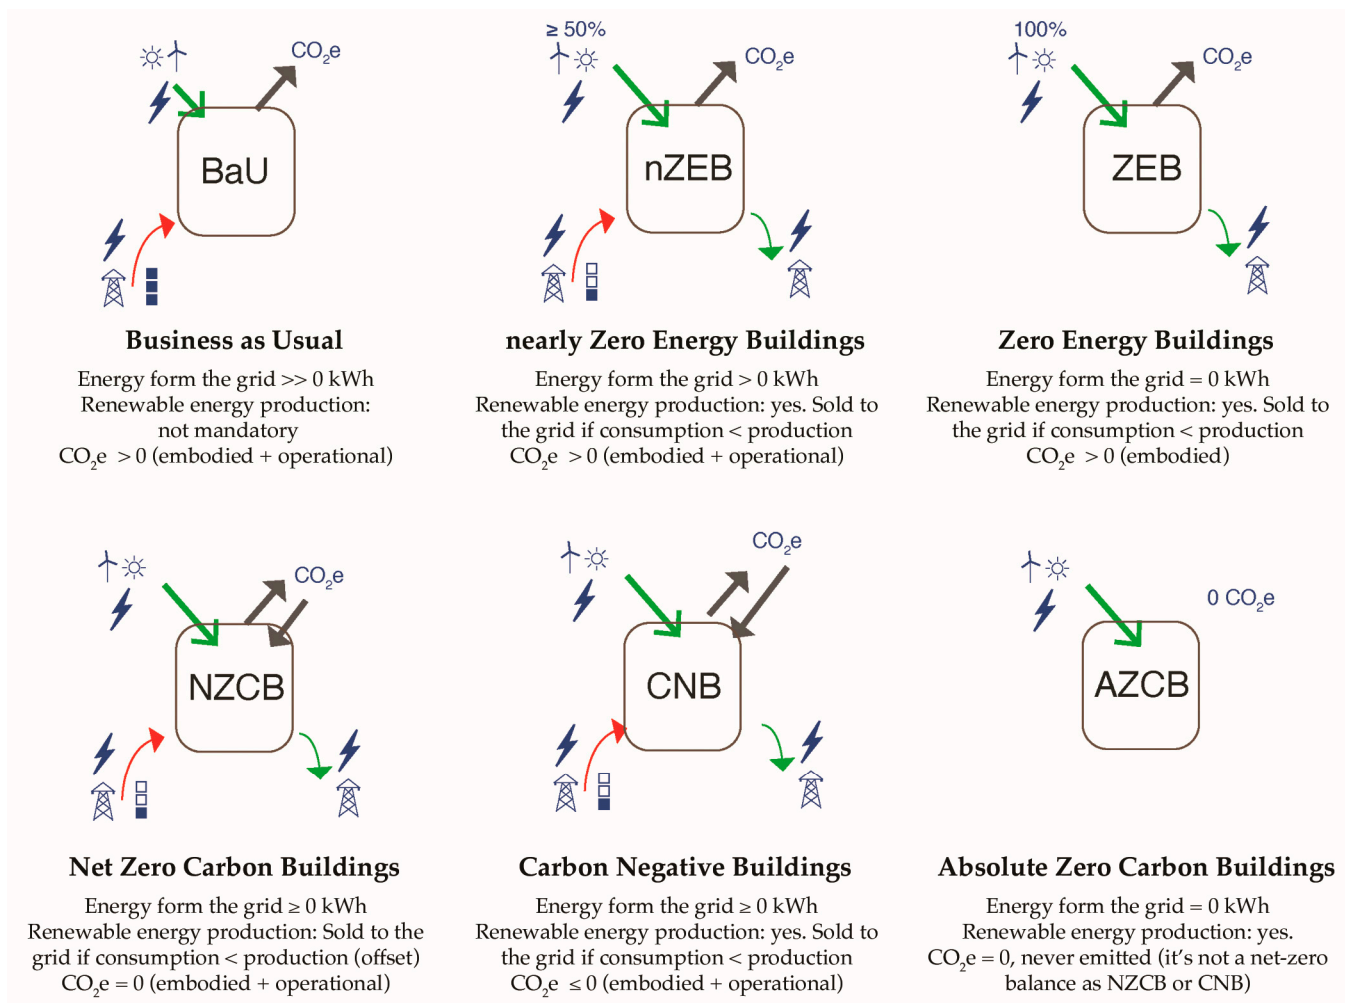 CO₂e
BaU
Business as Usual
Energy form the grid >> 0 kWh
Renewable energy production:
not mandatory
CO₂e > 0 (embodied + operational)
≥ 50%
CO₂e
nZEB
nearly Zero Energy Buildings
Energy form the grid > 0 kWh
Renewable energy production: yes. Sold to
the grid if consumption < production
CO₂e > 0 (embodied + operational)
100%
CO₂e
ZEB
Zero Energy Buildings
Energy form the grid = 0 kWh
Renewable energy production: yes. Sold to
the grid if consumption < production
CO₂e > 0 (embodied)
CO₂e
NZCB
Net Zero Carbon Buildings
Energy form the grid ≥ 0 kWh
Renewable energy production: Sold to the
grid if consumption < production (offset)
CO₂e = 0 (embodied + operational)
CO₂e
CNB
Carbon Negative Buildings
Energy form the grid ≥ 0 kWh
Renewable energy production: yes. Sold to
the grid if consumption < production
CO₂e ≤ 0 (embodied + operational)
0 CO₂e
AZCB
Absolute Zero Carbon Buildings
Energy form the grid = 0 kWh
Renewable energy production: yes.
CO₂e = 0, never emitted (it's not a net-zero
balance as NZCB or CNB)